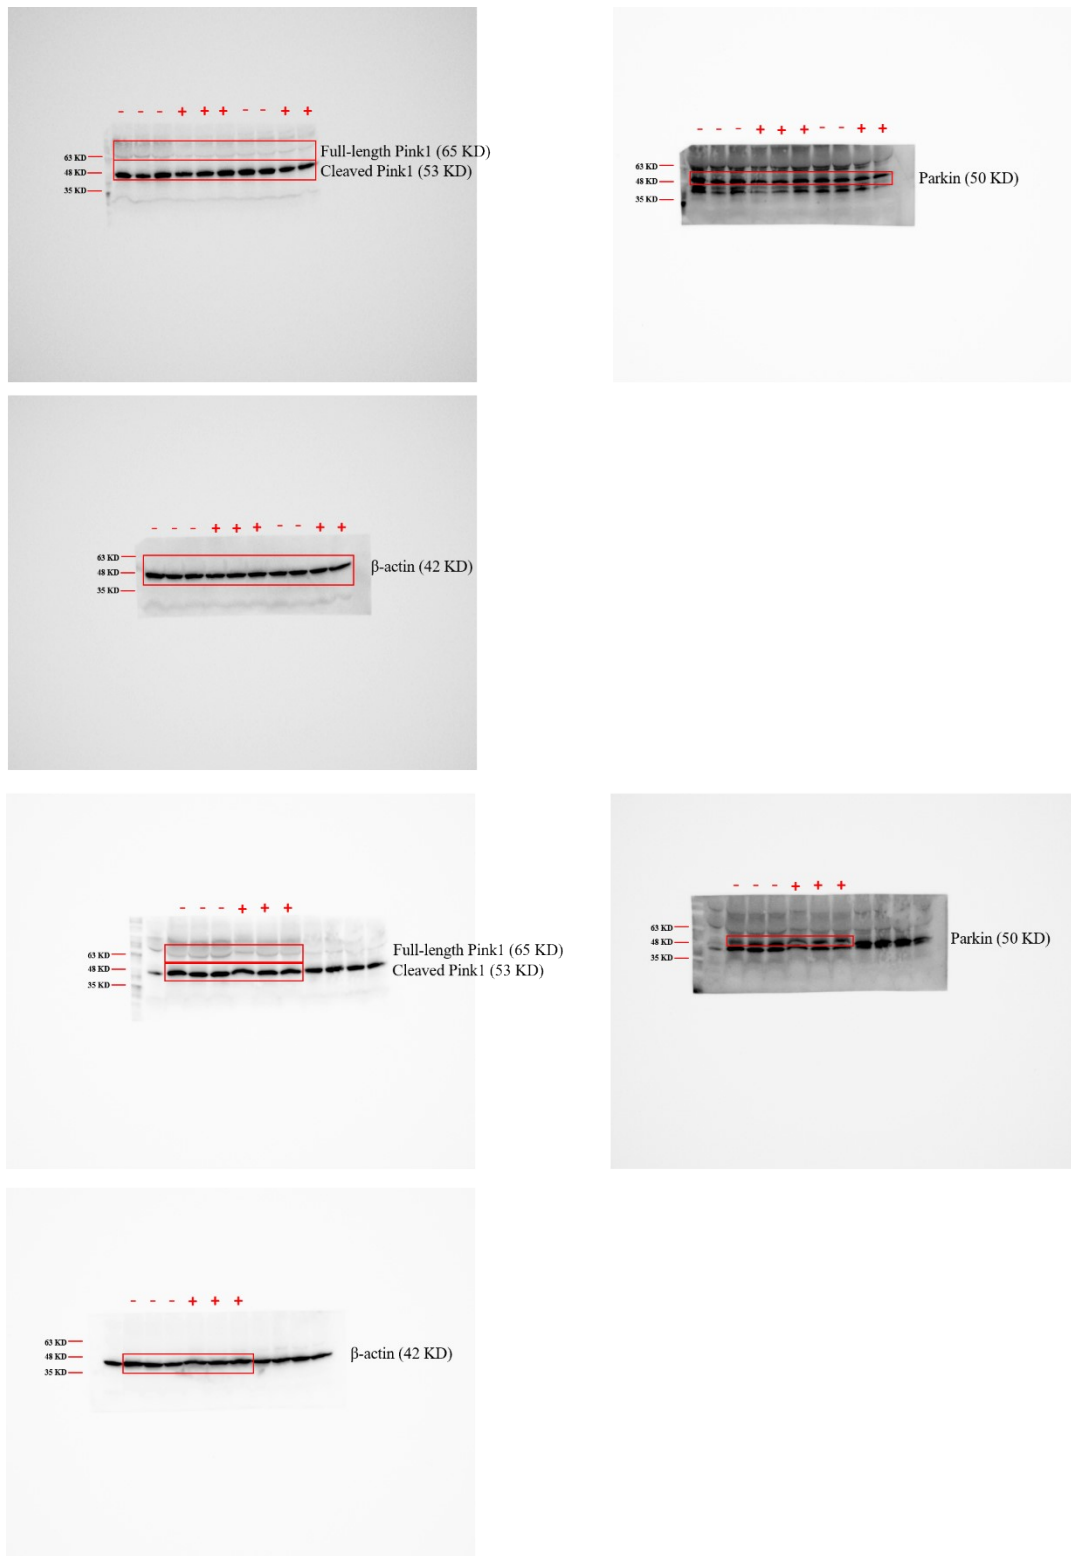 - - - + + + - - + +
Full-length Pink1 (65 KD)
63 KD
Cleaved Pink1 (53 KD)
48 KD
35 KD
- - - + + + - - + +
63 KD
48 KD
Parkin (50 KD)
35 KD
- - - + + + - - + +
63 KD
β-actin (42 KD)
48 KD
35 KD
- - - + + +
Full-length Pink1 (65 KD)
63 KD
48 KD
Cleaved Pink1 (53 KD)
35 KD
- - - + + +
63 KD
Parkin (50 KD)
48 KD
35 KD
- - - + + +
63 KD
β-actin (42 KD)
48 KD
35 KD